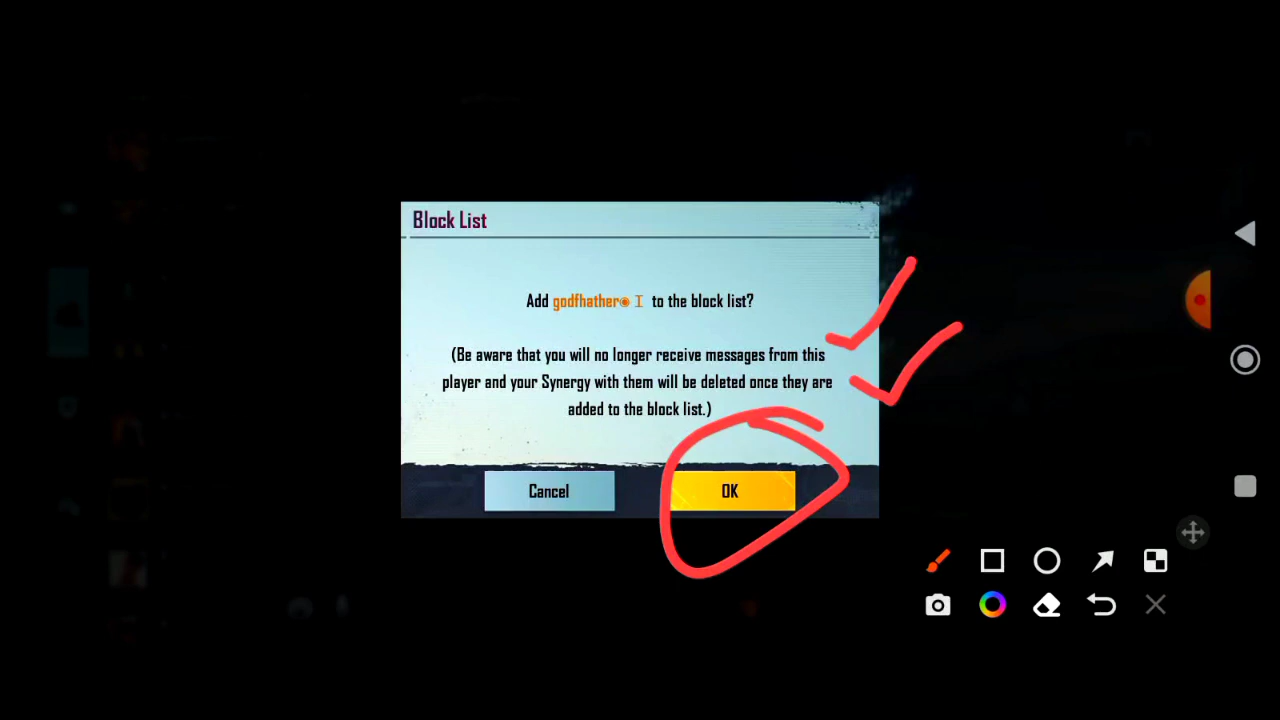 Block List
Add godfhather◉ I to the block list?
(Be aware that you will no longer receive messages from this
player and your Synergy with them will be deleted once they are
added to the block list.)
Cancel
OK